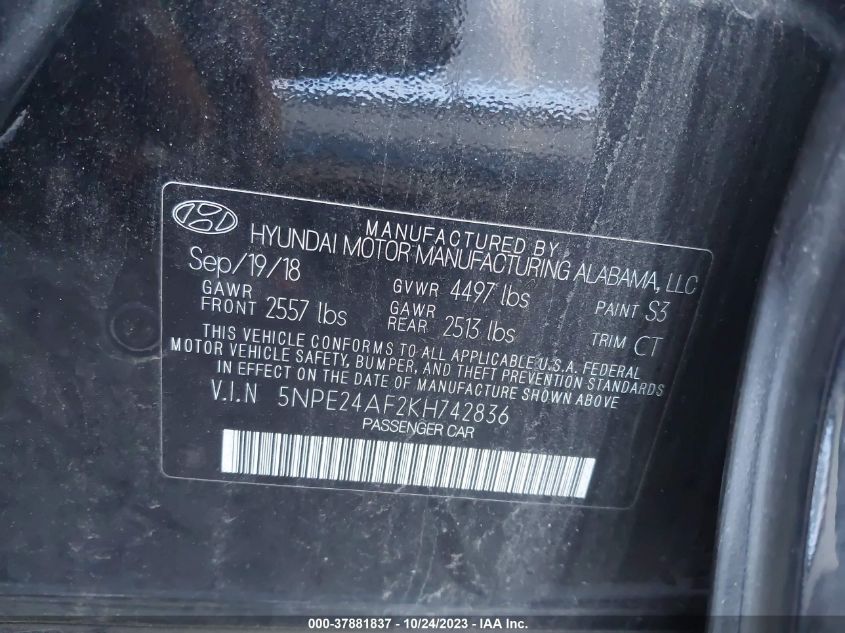 MANUFACTURED BY
HYUNDAI MOTOR MANUFACTURING ALABAMA, LLC
Sep/19/18
GVWR 4497 lbs
PAINT S3
GAWR FRONT 2557 lbs
GAWR REAR 2513 lbs
TRIM CT
THIS VEHICLE CONFORMS TO ALL APPLICABLE U.S.A. FEDERAL
MOTOR VEHICLE SAFETY, BUMPER, AND THEFT PREVENTION STANDARDS
IN EFFECT ON THE DATE OF MANUFACTURE SHOWN ABOVE
V.I.N 5NPE24AF2KH742836
PASSENGER CAR
000-37881837 - 10/24/2023 - IAA Inc.